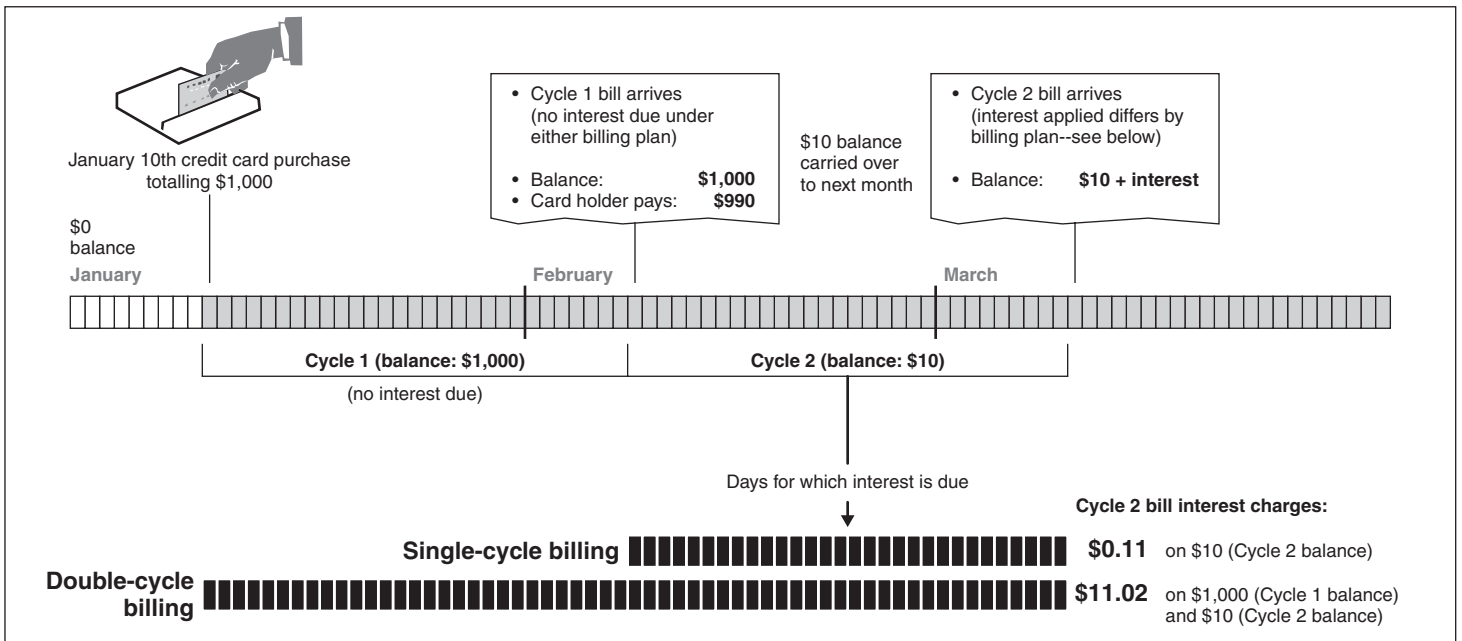 January 10th credit card purchase
totalling $1,000
• Cycle 1 bill arrives
(no interest due under
either billing plan)
• Balance: $1,000
• Card holder pays: $990
$10 balance
carried over
to next month
• Cycle 2 bill arrives
(interest applied differs by
billing plan--see below)
• Balance: $10 + interest
$0
balance
January
February
March
Cycle 1 (balance: $1,000)
Cycle 2 (balance: $10)
(no interest due)
Days for which interest is due
Cycle 2 bill interest charges:
Single-cycle billing
$0.11 on $10 (Cycle 2 balance)
Double-cycle
billing
$11.02 on $1,000 (Cycle 1 balance)
and $10 (Cycle 2 balance)